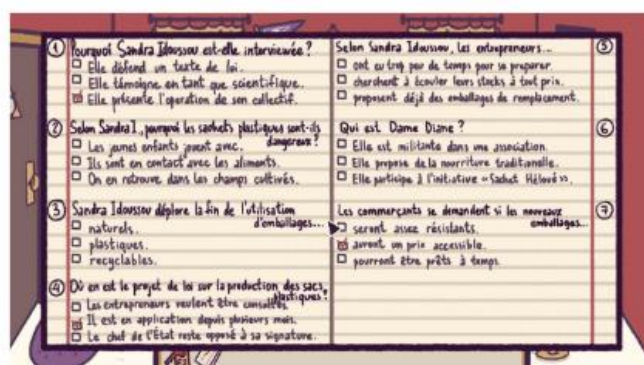 ① Pourquoi Sandra Idoussou est-elle interviewée ?
Elle défend un texte de loi.
Elle témoigne en tant que scientifique.
Elle présente l'operation de son collectif.
② Selon Sandra I., pourquoi les sachets plastiques sont-ils
dangereux ?
Les jeunes enfants jouent avec.
Ils sont en contact avec les aliments.
On en retrouve dans les champs cultivés.
③ Sandra Idoussou déplore la fin de l'utilisation
d'emballages...
naturels.
plastiques.
recyclables.
④ Où en est le projet de loi sur la production des sacs
plastiques ?
Les entrepreneurs veulent être consultés.
Il est en application depuis plusieurs mois.
Le chef de l'État reste opposé à sa signature.
Selon Sandra Idoussou, les entrepreneurs... ⑤
ont eu trop peu de temps pour se préparer.
cherchent à écouler leurs stocks à tout prix.
proposent déjà des emballages de remplacement.
Qui est Dame Diane ? ⑥
Elle est militante dans une association.
Elle propose de la nourriture traditionelle.
Elle participe à l'initiative «Sachet Héloué».
Les commerçants se demandent si les nouveaux ⑦
emballages...
seront assez résistants.
auront un prix accessible.
pourront être prêts à temps.